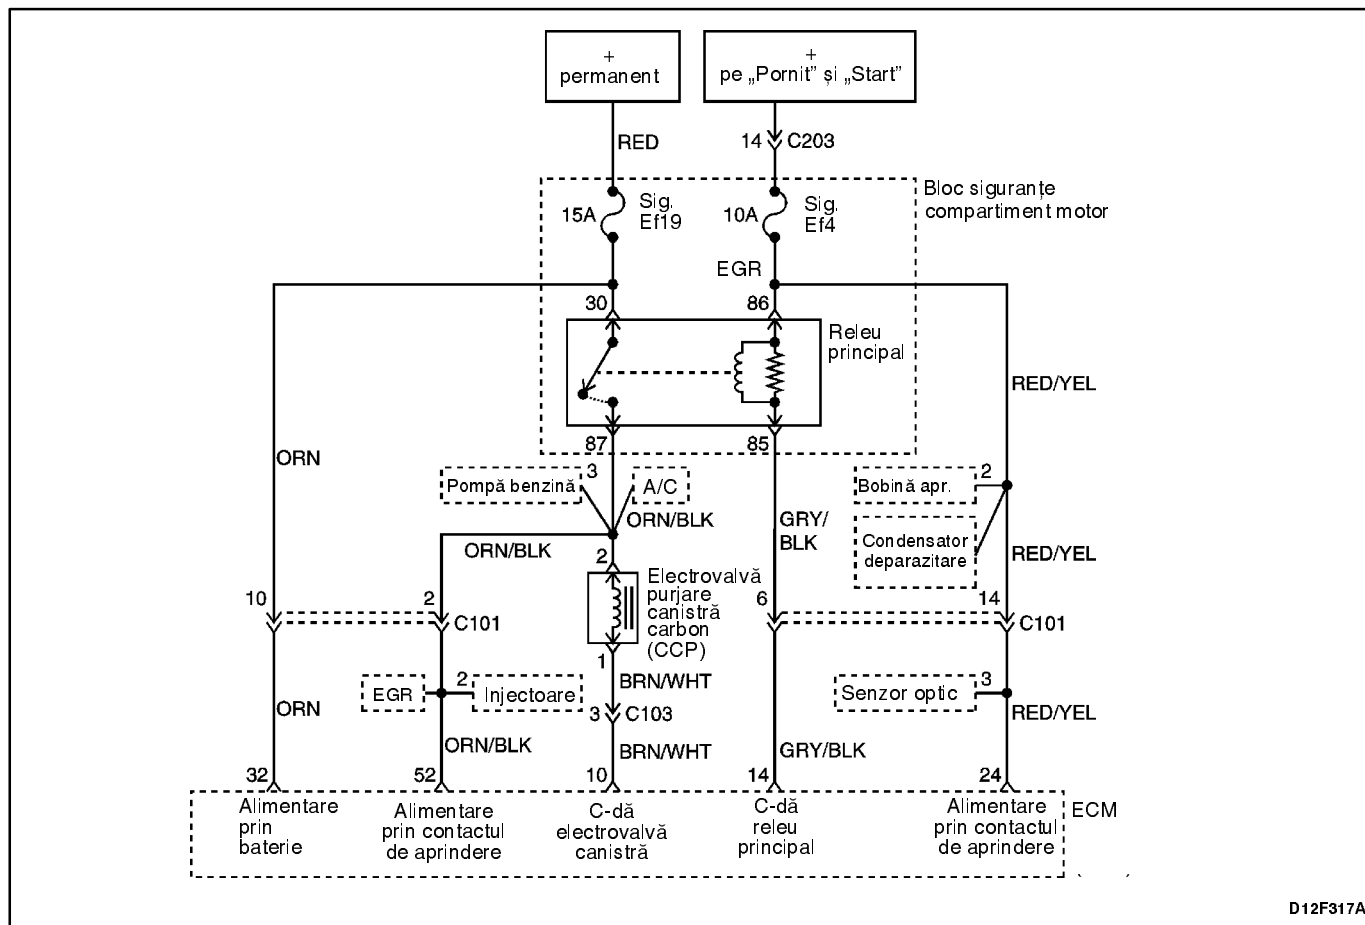 +
permanent
+
pe „Pornit” și „Start”
RED
14
C203
Bloc siguranțe
compartiment motor
15A
Sig.
Ef19
10A
Sig.
Ef4
EGR
30
86
Releu
principal
RED/YEL
87
85
ORN
Pompă benzină
3
A/C
Bobină apr.
2
ORN/BLK
GRY/
BLK
ORN/BLK
Condensator
deparazitare
RED/YEL
2
Electrovalvă
purjare
canistră
carbon
(CCP)
10
2
C101
6
14
C101
1
BRN/WHT
EGR
2
Injectoare
Senzor optic
3
ORN
3
C103
RED/YEL
ORN/BLK
BRN/WHT
GRY/BLK
32
52
10
14
24
Alimentare
prin
baterie
Alimentare
prin contactul
de aprindere
C-dă
electrovalvă
canistră
C-dă
releu
principal
Alimentare
prin contactul
de aprindere
ECM
D12F317A